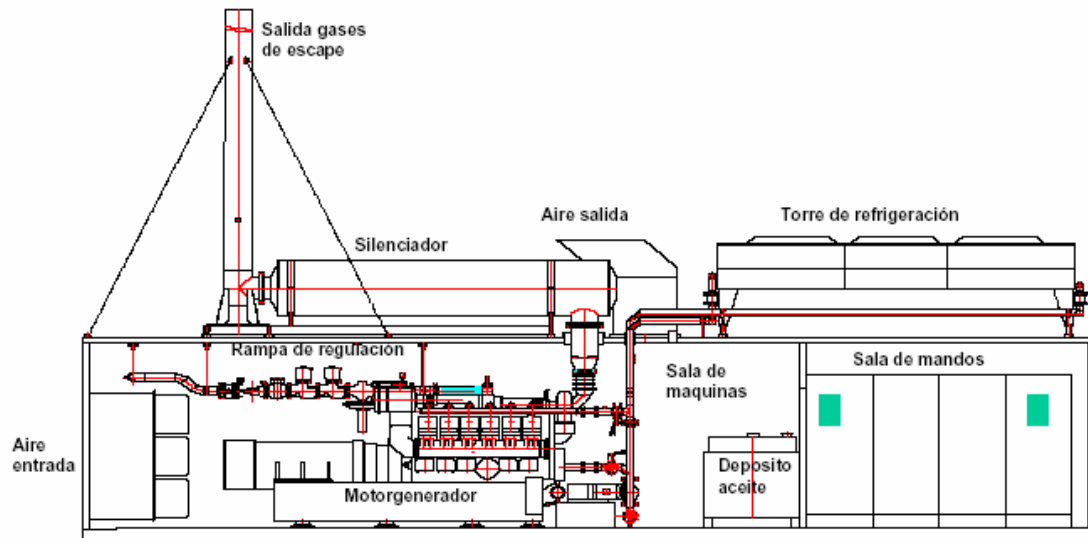 Salida gases
de escape
Aire salida
Torre de refrigeración
Silenciador
Rampa de regulación
Sala de
maquinas
Sala de mandos
Aire
entrada
Motorgenerador
Deposito
aceite